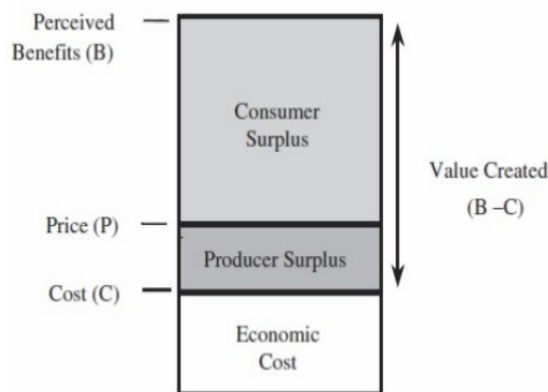 Perceived
Benefits (B)
Consumer
Surplus
Value Created
(B –C)
Price (P)
Producer Surplus
Cost (C)
Economic
Cost